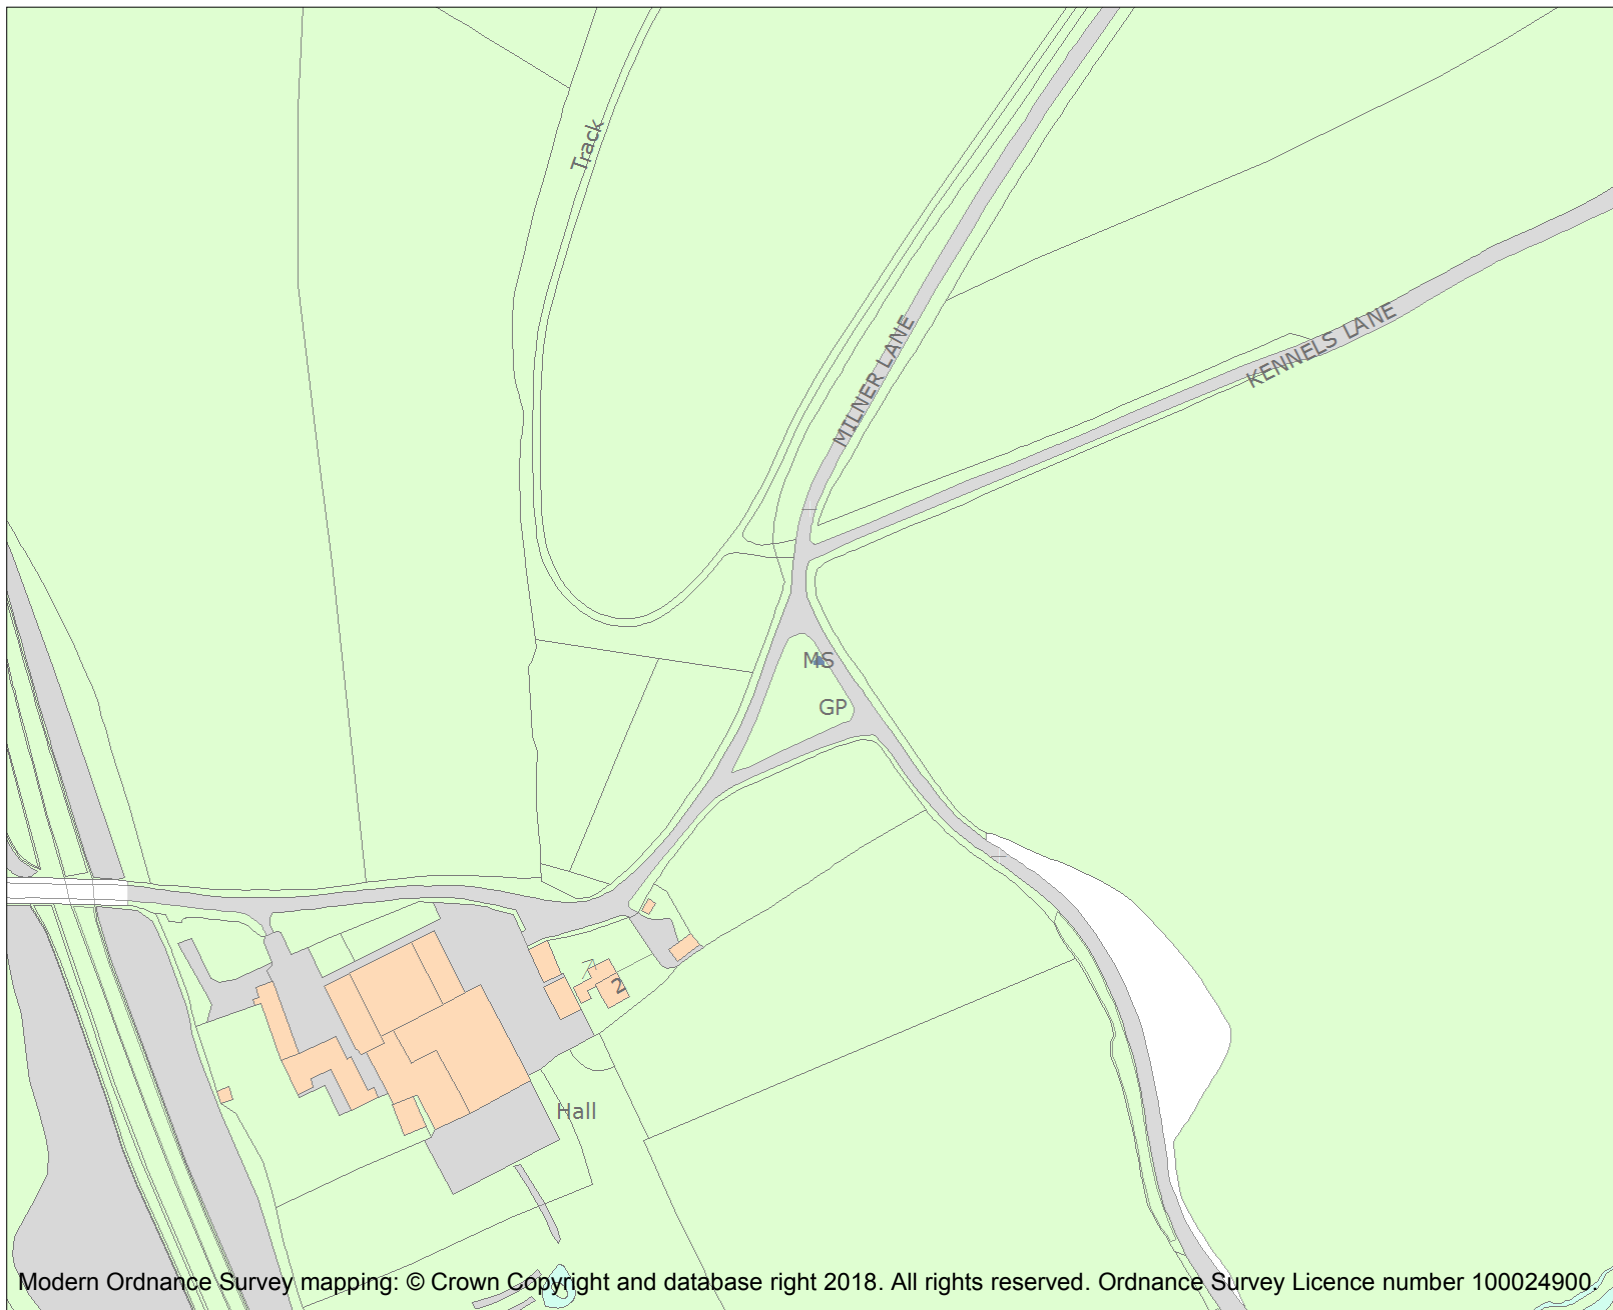 Track
MILNER LANE
KENNELS LANE
MS
GP
2
Hall
Modern Ordnance Survey mapping: © Crown Copyright and database right 2018. All rights reserved. Ordnance Survey Licence number 100024900.